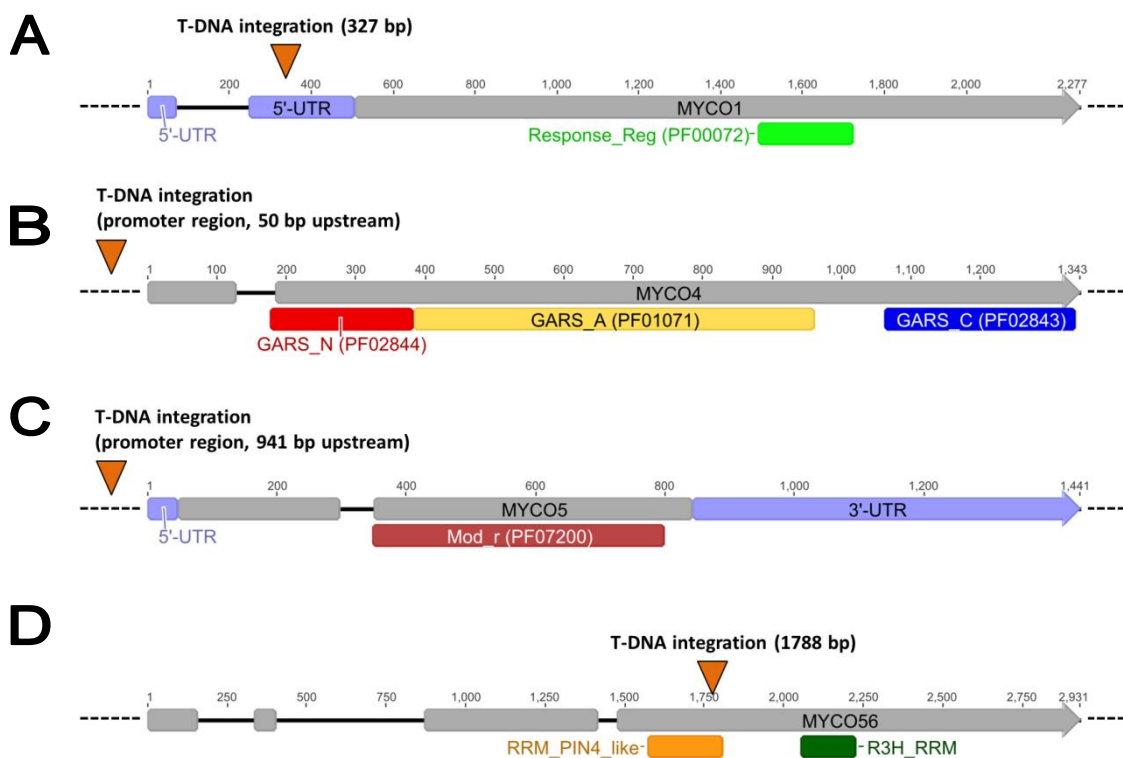 A
T-DNA integration (327 bp)
1 200 400 600 800 1,000 1,200 1,400 1,600 1,800 2,000 2,277
5'-UTR MYCO1
5'-UTR
Response_Reg (PF00072)
B
T-DNA integration
(promoter region, 50 bp upstream)
1 100 200 300 400 500 600 700 800 900 1,000 1,100 1,200 1,343
MYCO4
GARS_A (PF01071) GARS_C (PF02843)
GARS_N (PF02844)
C
T-DNA integration
(promoter region, 941 bp upstream)
1 200 400 600 800 1,000 1,200 1,441
MYCO5 3'-UTR
5'-UTR
Mod_r (PF07200)
D
T-DNA integration (1788 bp)
1 250 500 750 1,000 1,250 1,500 1,750 2,000 2,250 2,500 2,750 2,931
MYCO56
RRM_PIN4_like R3H_RRM